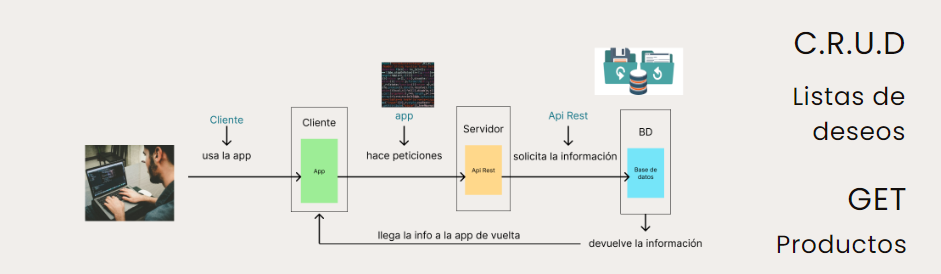 C.R.U.D
Listas de
deseos
GET
Productos
Cliente
usa la app
Cliente
App
app
hace peticiones
Servidor
Api Rest
Api Rest
solicita la información
BD
Base de
datos
devuelve la información
llega la info a la app de vuelta